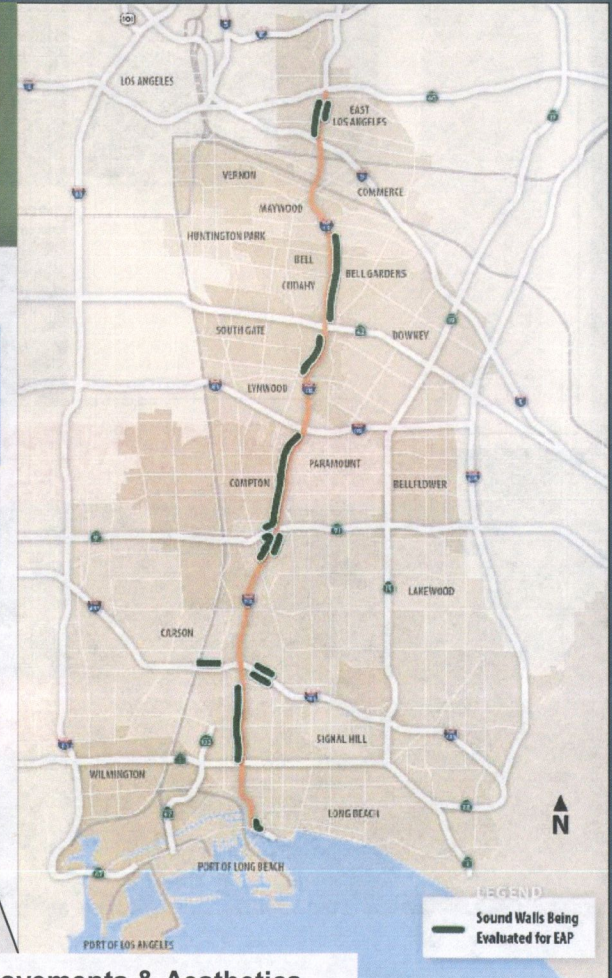 101
5
LOS ANGELES
EAST
LOS ANGELES
VERNON
COMMERCE
MAYWOOD
HUNTINGTON PARK
BELL
BELL GARDENS
CUDAHY
SOUTH GATE
DOWNEY
LYNWOOD
PARAMOUNT
COMPTON
BELLFLOWER
LAKEWOOD
CARSON
SIGNAL HILL
WILMINGTON
LONG BEACH
N
PORT OF LONG BEACH
LEGEND
Sound Walls Being
Evaluated for EAP
PORT OF LOS ANGELES